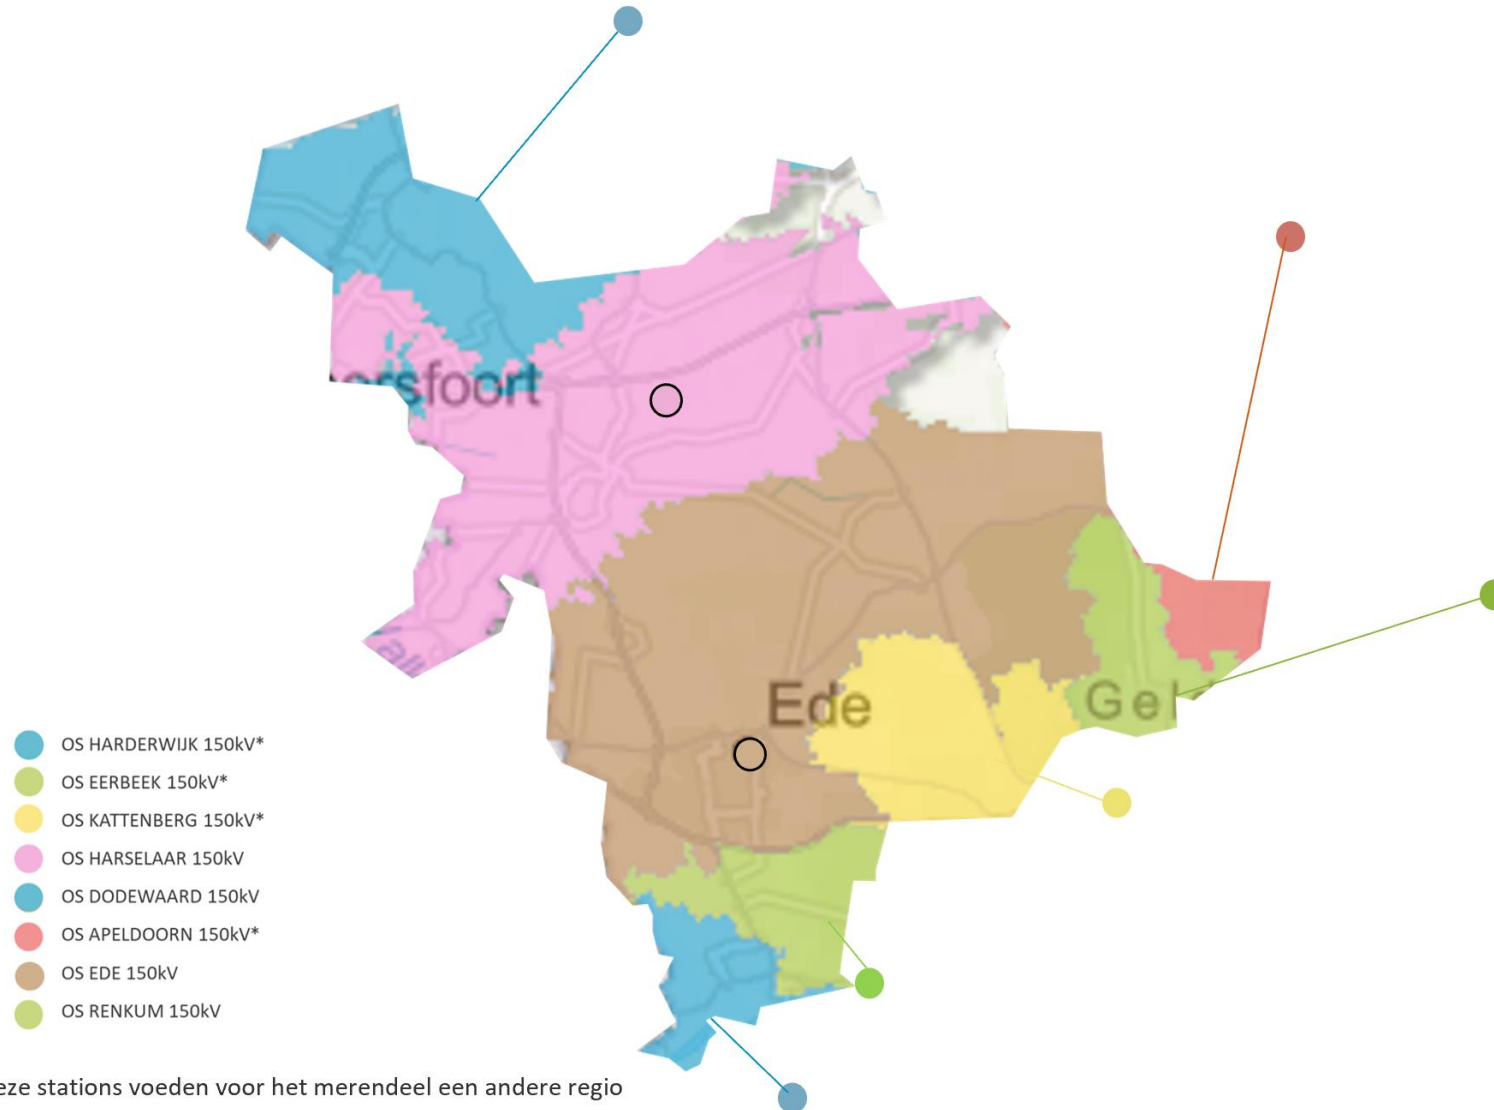 ersfoort
Ede
Gel
OS HARDERWIJK 150kV*
OS EERBEEK 150kV*
OS KATTENBERG 150kV*
OS HARSELAAR 150kV
OS DODEWAARD 150kV
OS APELDOORN 150kV*
OS EDE 150kV
OS RENKUM 150kV
eze stations voeden voor het merendeel een andere regio